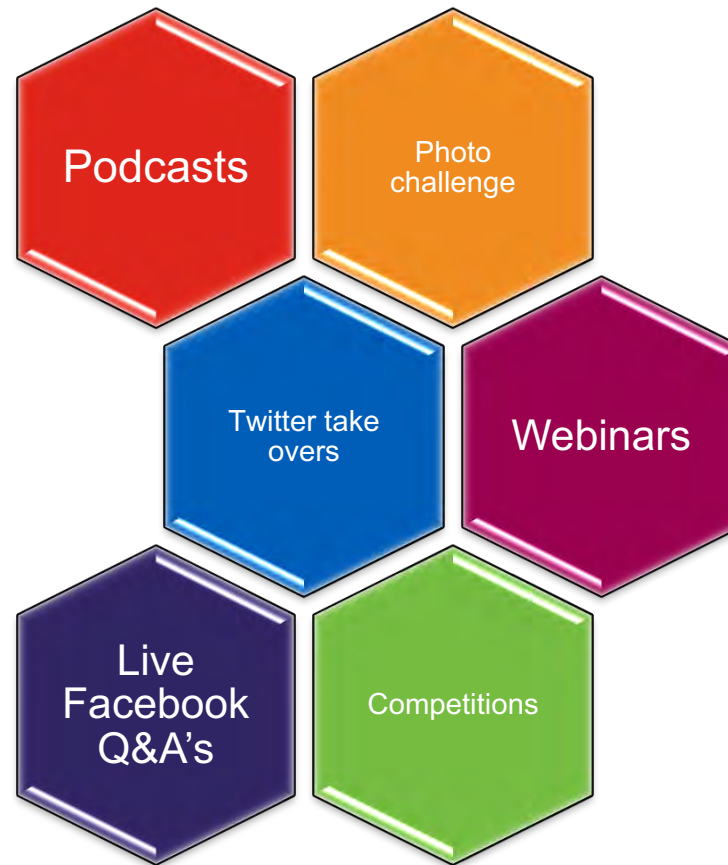 Podcasts
Photo
challenge
Twitter take
overs
Webinars
Live
Facebook
Q&A’s
Competitions